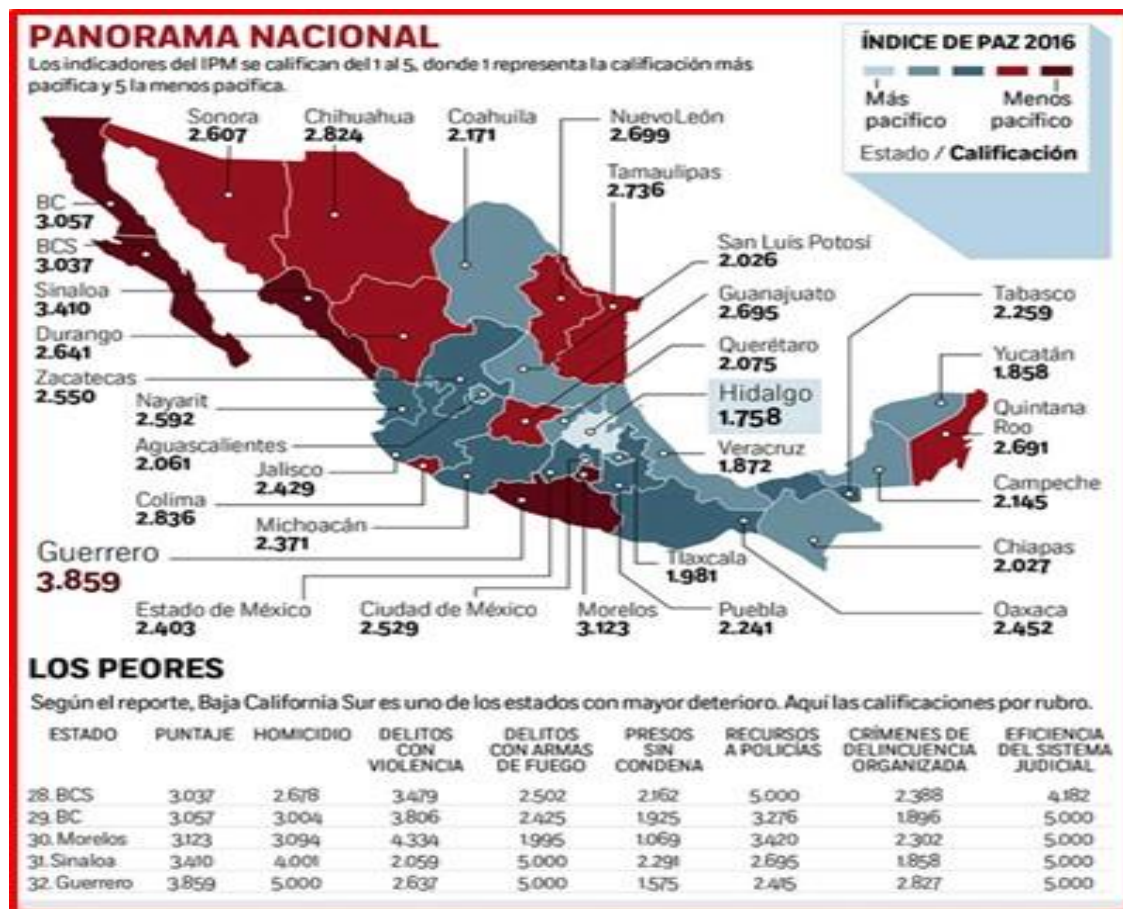 PANORAMA NACIONAL
Los indicadores del IPM se califican del 1 al 5, donde 1 representa la calificación más
pacífica y 5 la menos pacífica.
ÍNDICE DE PAZ 2016
Más pacífico
Menos pacífico
Estado / Calificación
Sonora
2.607
Chihuahua
2.824
Coahuila
2.171
Nuevo León
2.699
Tamaulipas
2.736
BC
3.057
BCS
3.037
Sinaloa
3.410
Durango
2.641
Zacatecas
2.550
Nayarit
2.592
Aguascalientes
2.061
Jalisco
2.429
Colima
2.836
Michoacán
2.371
Guerrero
3.859
Estado de México
2.403
Ciudad de México
2.529
Morelos
3.123
Puebla
2.241
Tlaxcala
1.981
Oaxaca
2.452
San Luis Potosí
2.026
Guanajuato
2.695
Querétaro
2.075
Hidalgo
1.758
Veracruz
1.872
Tabasco
2.259
Yucatán
1.858
Quintana
Roo
2.691
Campeche
2.145
Chiapas
2.027
LOS PEORES
Según el reporte, Baja California Sur es uno de los estados con mayor deterioro. Aquí las calificaciones por rubro.
ESTADO PUNTAJE HOMICIDIO DELITOS CON VIOLENCIA DELITOS CON ARMAS DE FUEGO PRESOS SIN CONDENA RECURSOS A POLICÍAS CRÍMENES DE DELINCUENCIA ORGANIZADA EFICIENCIA DEL SISTEMA JUDICIAL
28. BCS 3.037 2.678 3.479 2.502 2.162 5.000 2.388 4.182
29. BC 3.057 3.004 3.806 2.425 1.925 3.276 1.896 5.000
30. Morelos 3.123 3.094 4.334 1.995 1.069 3.420 2.302 5.000
31. Sinaloa 3.410 4.001 2.059 5.000 2.291 2.695 1.858 5.000
32. Guerrero 3.859 5.000 2.637 5.000 1.575 2.415 2.827 5.000